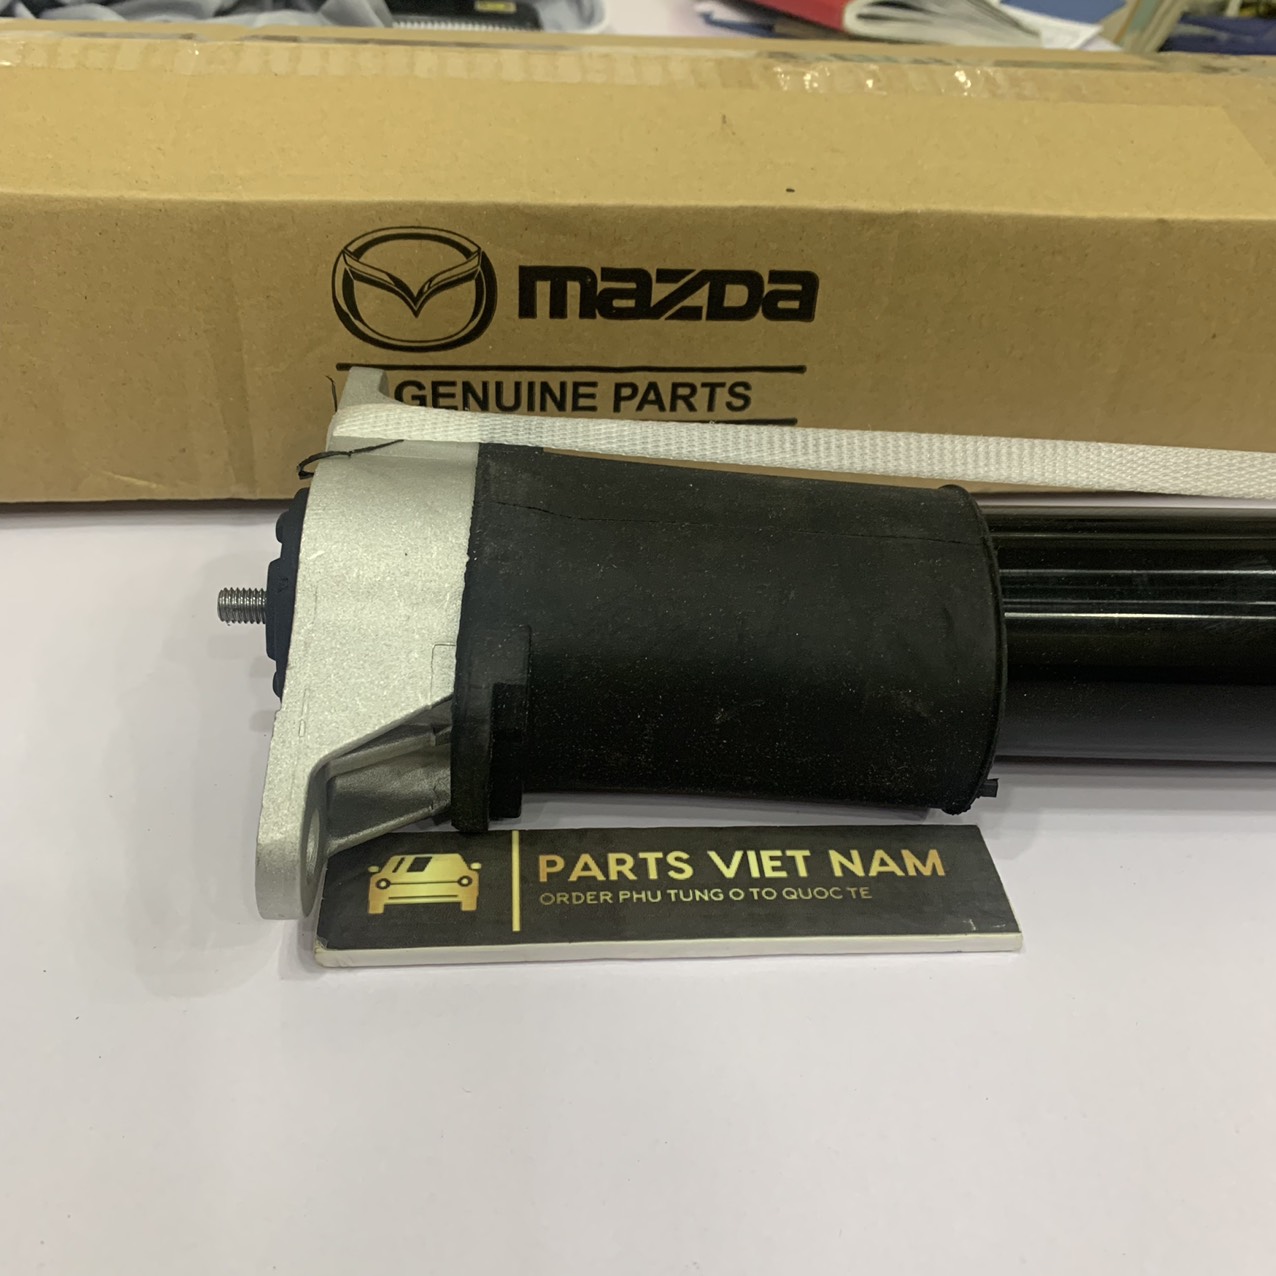 mazda
GENUINE PARTS
PARTS VIET NAM
ORDER PHU TUNG O TO QUOC TE